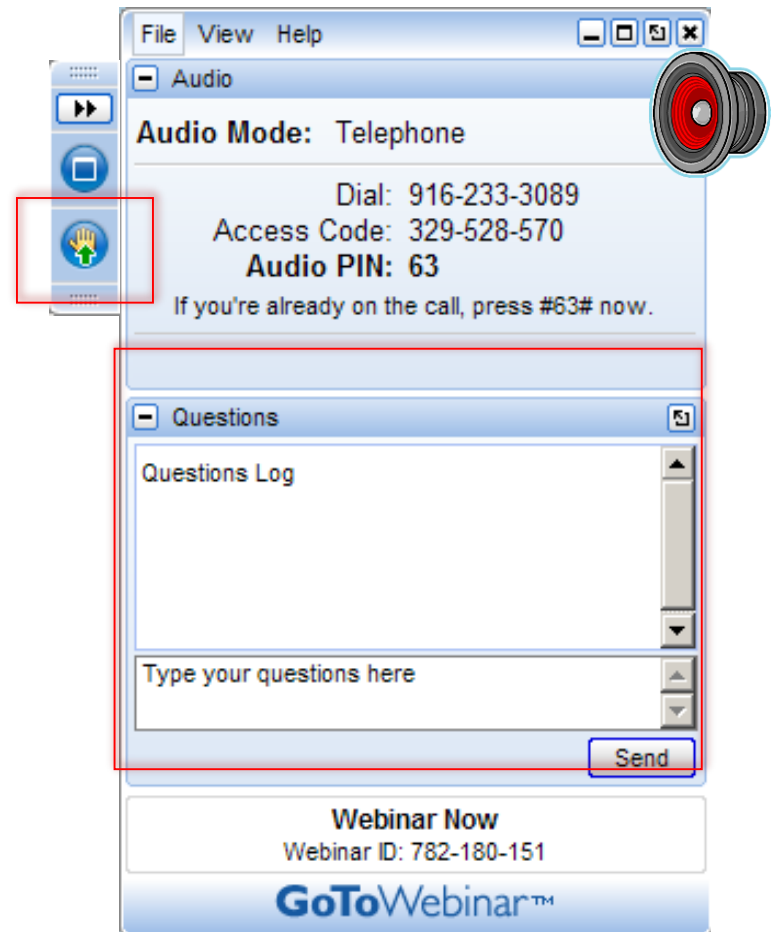 File View Help
Audio
Audio Mode: Telephone
Dial: 916-233-3089
Access Code: 329-528-570
Audio PIN: 63
If you're already on the call, press #63# now.
Questions
Questions Log
Type your questions here
Send
Webinar Now
Webinar ID: 782-180-151
GoToWebinar™